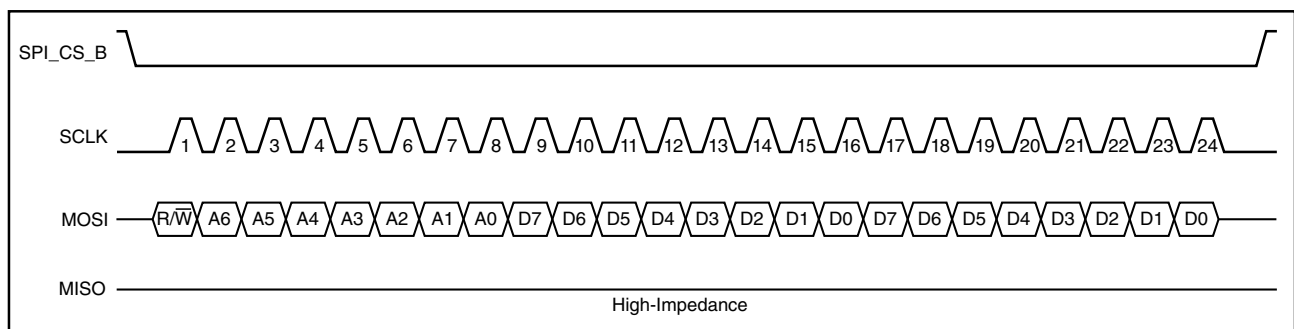 SPI_CS_B
SCLK 1 2 3 4 5 6 7 8 9 10 11 12 13 14 15 16 17 18 19 20 21 22 23 24
MOSI R/W̅ A6 A5 A4 A3 A2 A1 A0 D7 D6 D5 D4 D3 D2 D1 D0 D7 D6 D5 D4 D3 D2 D1 D0
MISO
High-Impedance